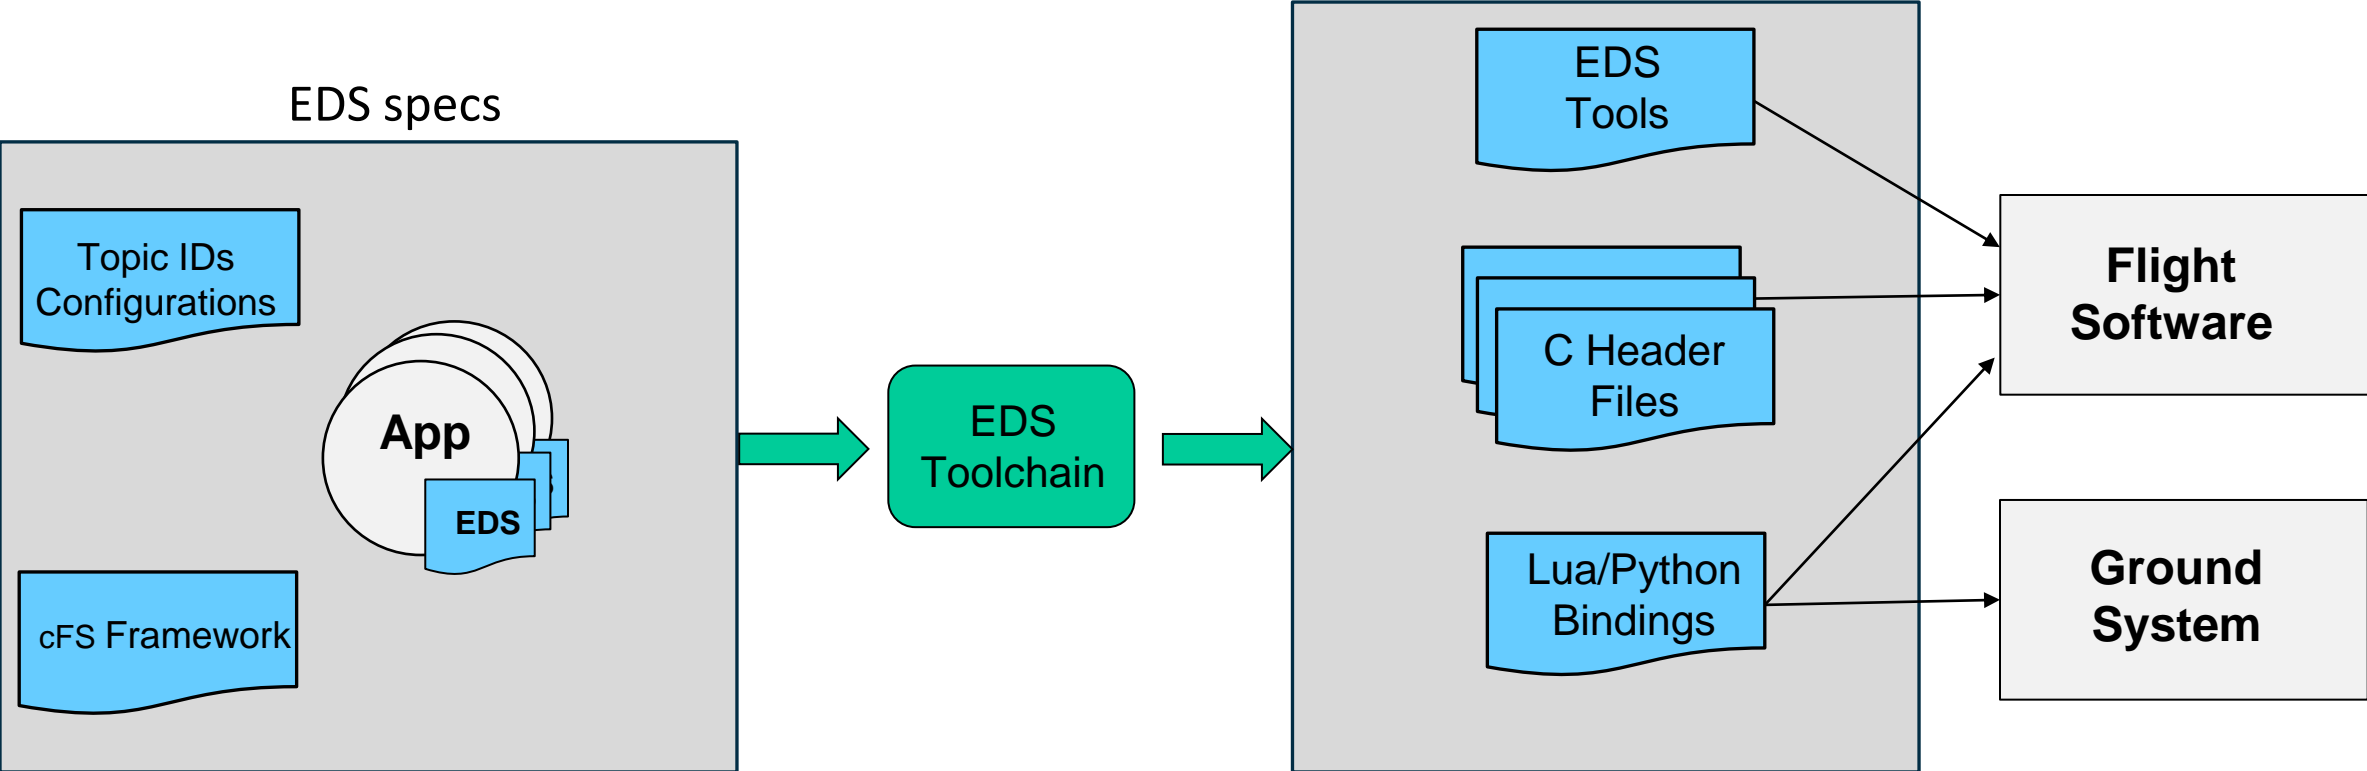 EDS specs
Topic IDs
Configurations
App
EDS
cFS Framework
EDS
Toolchain
EDS
Tools
C Header
Files
Lua/Python
Bindings
Flight
Software
Ground
System